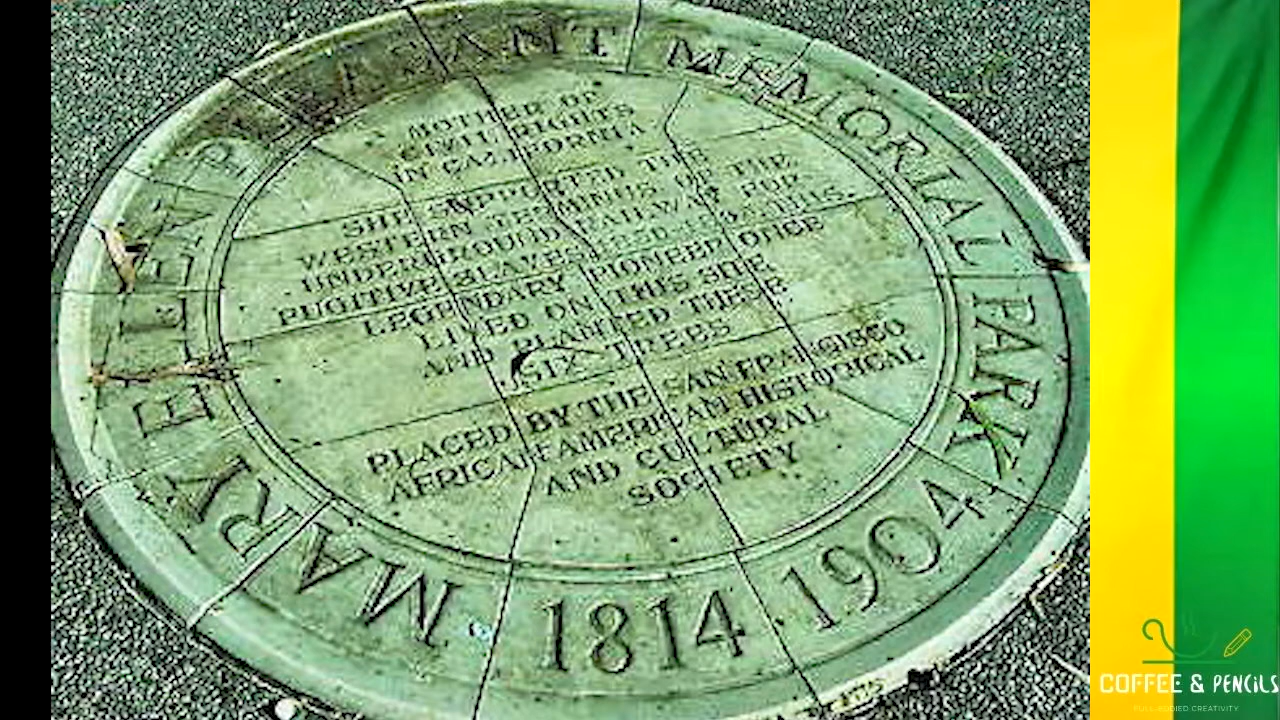 MARY ELLEN PLEASANT MEMORIAL PARK
1814 · 1904
MOTHER OF
CIVIL RIGHTS
IN CALIFORNIA
SHE SUPPORTED THE
WESTERN TERMINUS OF THE
UNDERGROUND RAILWAY FOR
FUGITIVE SLAVES
LEGENDARY PIONEER ONCE
LIVED ON THIS SITE
AND PLANTED THESE
SIX TREES
PLACED BY THE SAN FRANCISCO
AFRICAN AMERICAN HISTORICAL
AND CULTURAL
SOCIETY
COFFEE & PENCILS